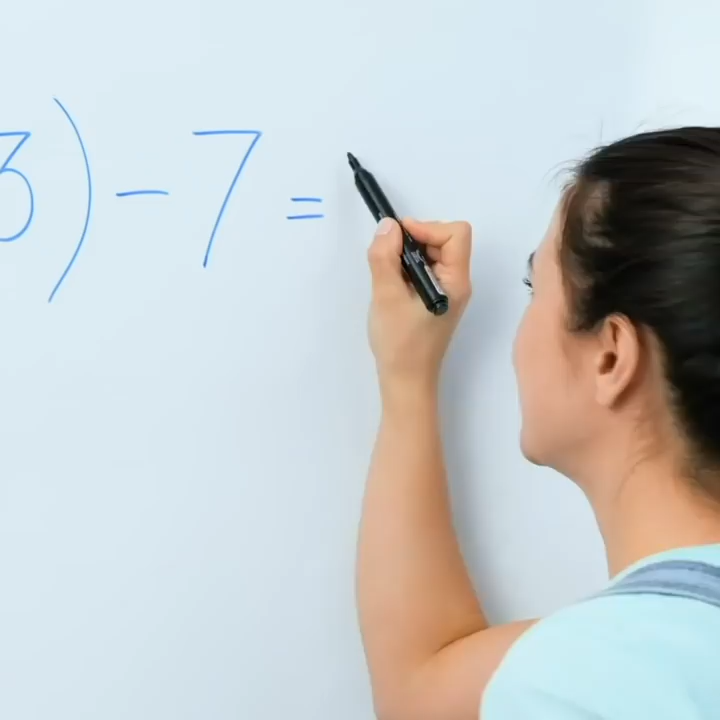 3) - 7 =